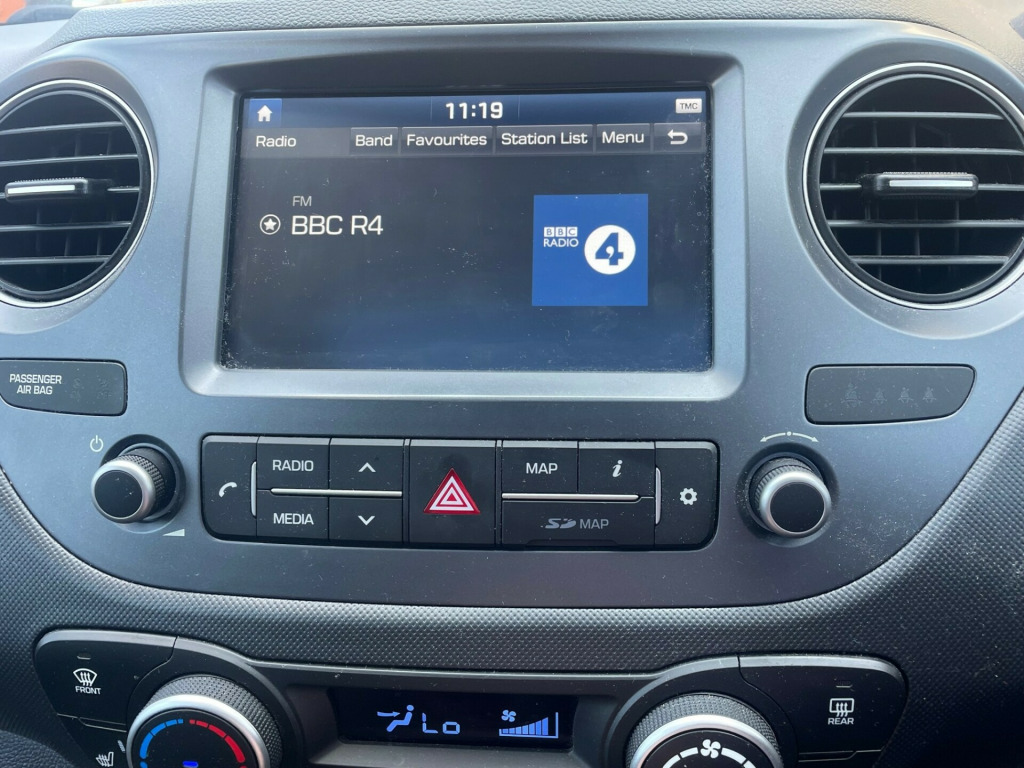 11:19
TMC
Radio Band Favourites Station List Menu
FM
BBC R4
BBC
RADIO
4
PASSENGER
AIR BAG
RADIO
MAP
i
MEDIA
SD MAP
FRONT
Lo
REAR